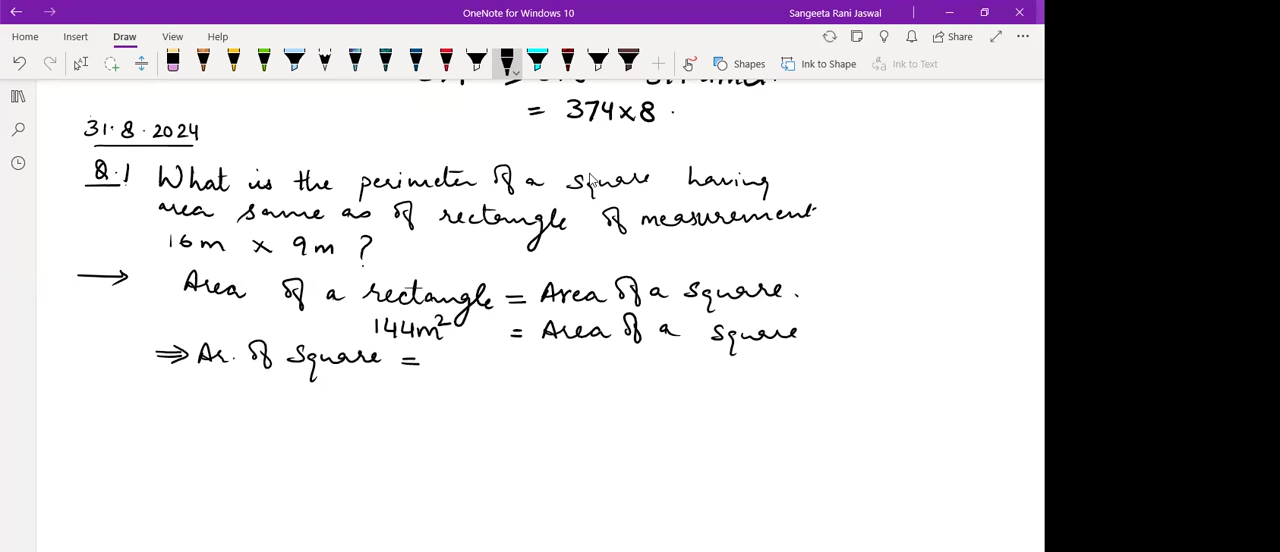 OneNote for Windows 10
Sangeeta Rani Jaswal
Home Insert Draw View Help
Share
Shapes Ink to Shape Ink to Text
= 374 x 8 .
31.8.2024
Q.1 What is the perimeter of a square having
area same as of rectangle of measurement
16m x 9m ?
⟶ Area of a rectangle = Area of a square.
144m² = Area of a square
⇒ Ar. of square =